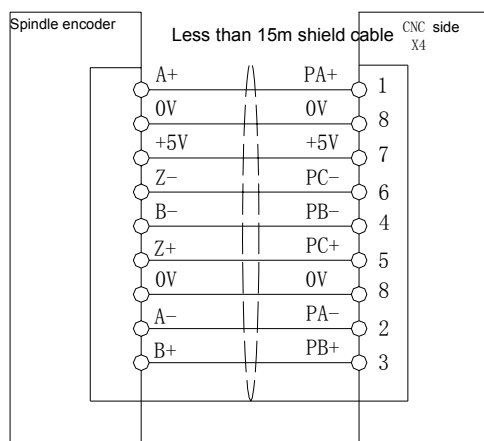 Spindle encoder
Less than 15m shield cable
CNC side
X4
A+ PA+ 1
0V 0V 8
+5V +5V 7
Z- PC- 6
B- PB- 4
Z+ PC+ 5
0V 0V 8
A- PA- 2
B+ PB+ 3